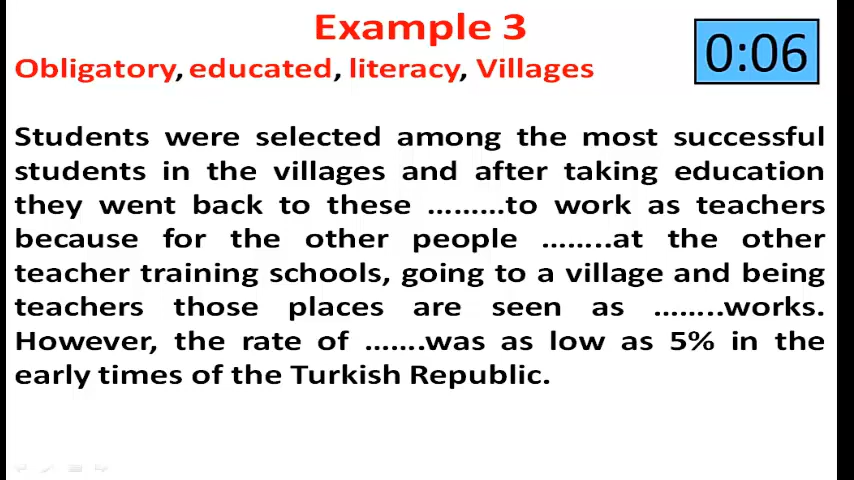 Example 3
0:06
Obligatory, educated, literacy, Villages
Students were selected among the most successful
students in the villages and after taking education
they went back to these .........to work as teachers
because for the other people ........at the other
teacher training schools, going to a village and being
teachers those places are seen as ........works.
However, the rate of .......was as low as 5% in the
early times of the Turkish Republic.